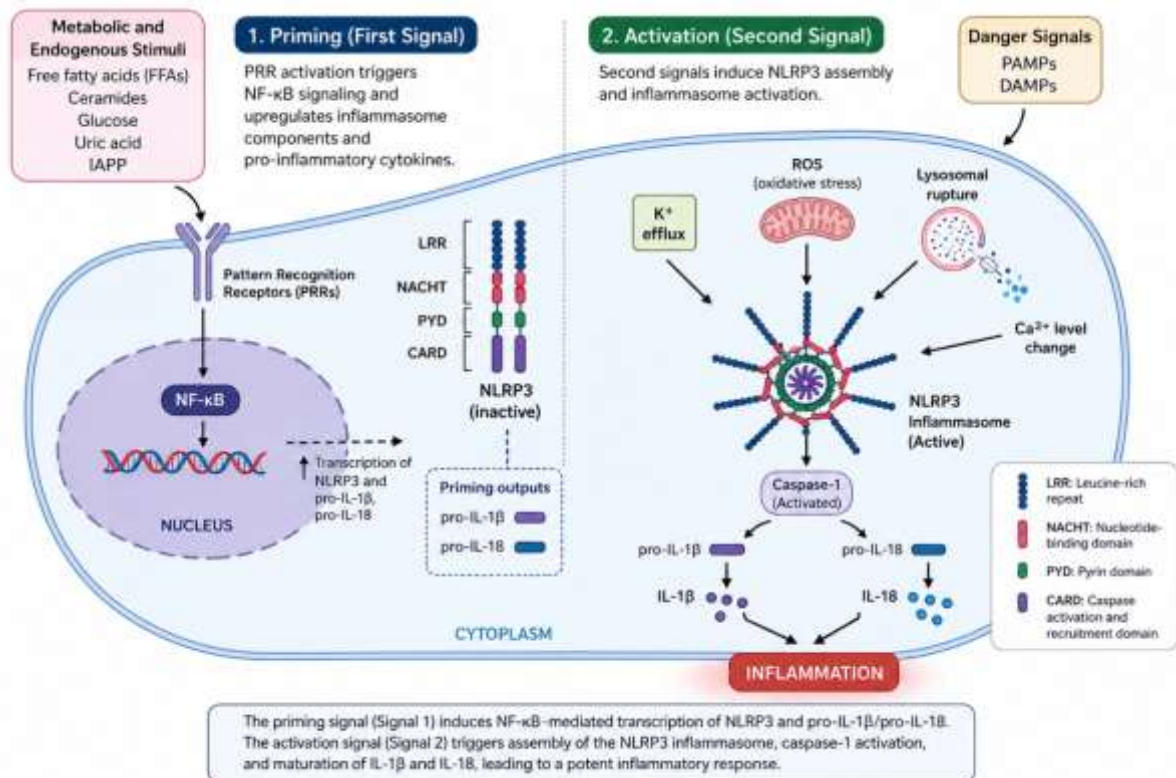 Metabolic and
Endogenous Stimuli
Free fatty acids (FFAs)
Ceramides
Glucose
Uric acid
IAPP
1. Priming (First Signal)
PRR activation triggers
NF-κB signaling and
upregulates inflammasome
components and
pro-inflammatory cytokines.
2. Activation (Second Signal)
Second signals induce NLRP3 assembly
and inflammasome activation.
Danger Signals
PAMPs
DAMPs
Pattern Recognition
Receptors (PRRs)
NF-κB
NUCLEUS
↑ Transcription of
NLRP3 and
pro-IL-1β,
pro-IL-18
LRR
NACHT
PYD
CARD
NLRP3
(inactive)
Priming outputs
pro-IL-1β
pro-IL-18
CYTOPLASM
K⁺
efflux
ROS
(oxidative stress)
Lysosomal
rupture
Ca²⁺ level
change
NLRP3
Inflammasome
(Active)
Caspase-1
(Activated)
pro-IL-1β
pro-IL-18
IL-1β
IL-18
INFLAMMATION
LRR: Leucine-rich
repeat
NACHT: Nucleotide-
binding domain
PYD: Pyrin domain
CARD: Caspase
activation and
recruitment domain
The priming signal (Signal 1) induces NF-κB-mediated transcription of NLRP3 and pro-IL-1β/pro-IL-18.
The activation signal (Signal 2) triggers assembly of the NLRP3 inflammasome, caspase-1 activation,
and maturation of IL-1β and IL-18, leading to a potent inflammatory response.